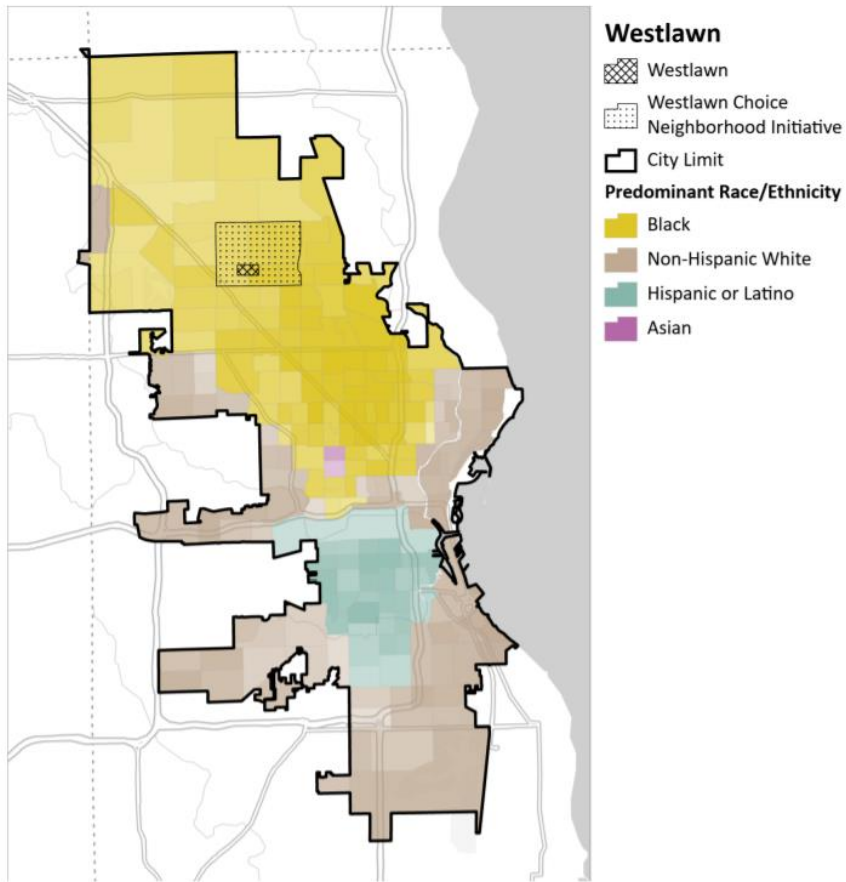 Westlawn
Westlawn
Westlawn Choice
Neighborhood Initiative
City Limit
Predominant Race/Ethnicity
Black
Non-Hispanic White
Hispanic or Latino
Asian